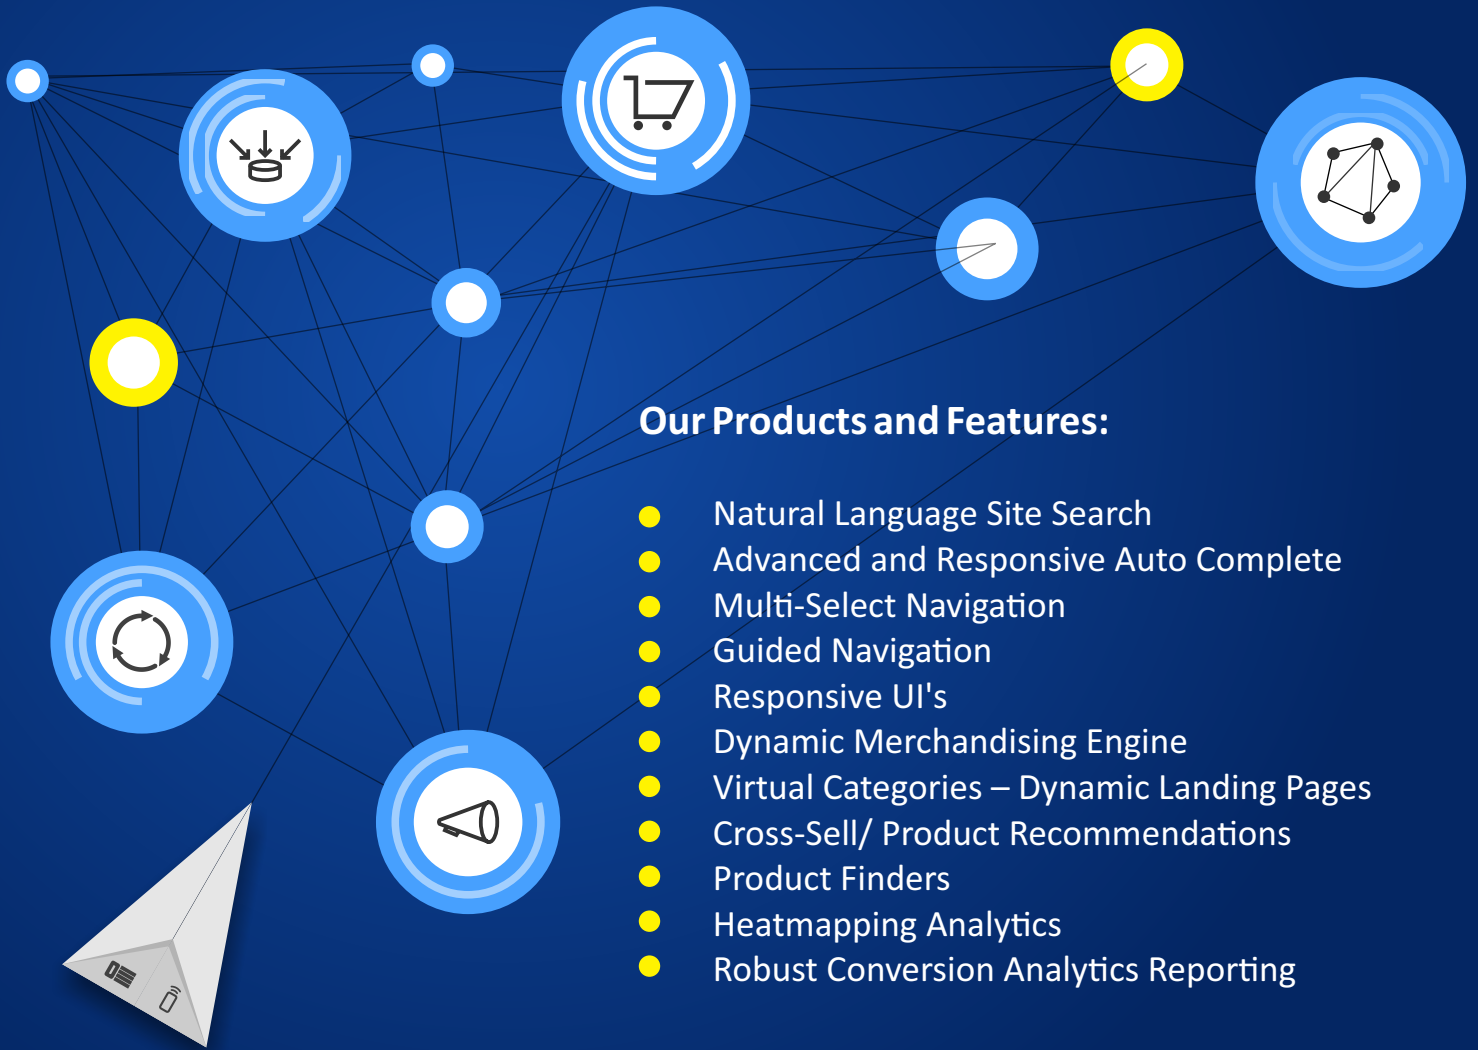 Our Products and Features:
Natural Language Site Search
Advanced and Responsive Auto Complete
Multi-Select Navigation
Guided Navigation
Responsive UI's
Dynamic Merchandising Engine
Virtual Categories – Dynamic Landing Pages
Cross-Sell/ Product Recommendations
Product Finders
Heatmapping Analytics
Robust Conversion Analytics Reporting